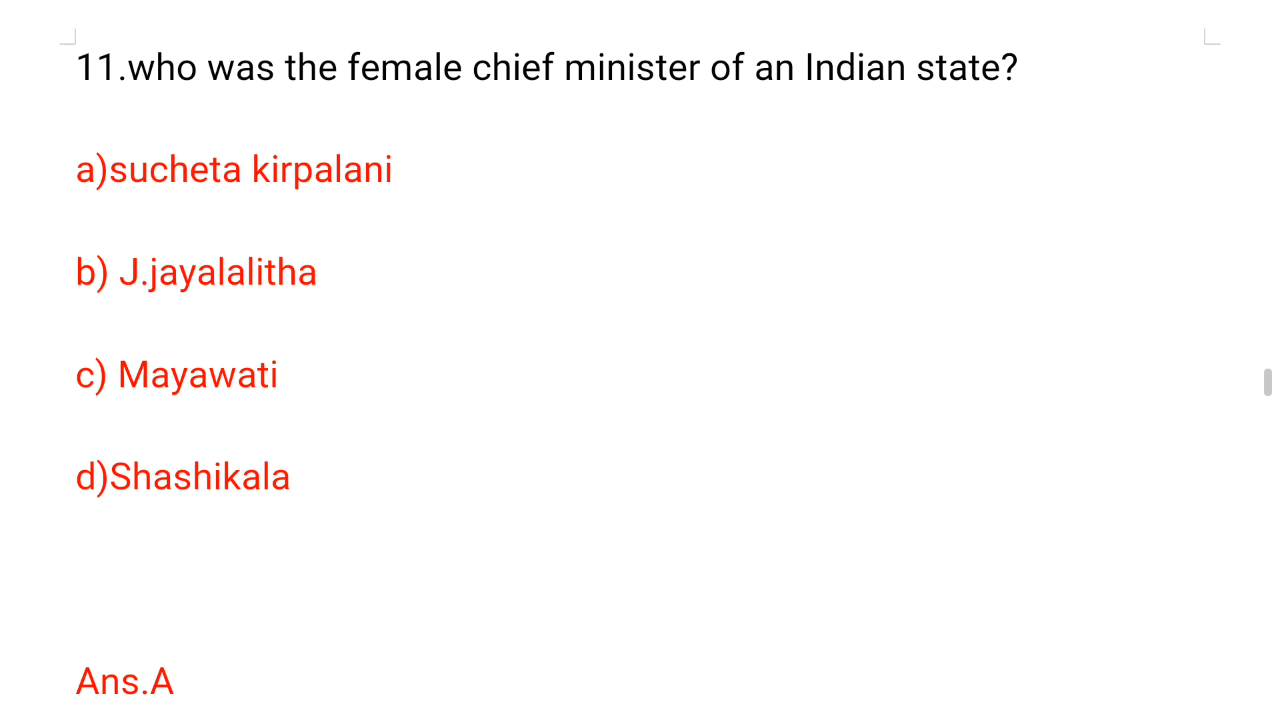 11.who was the female chief minister of an Indian state?
a)sucheta kirpalani
b) J.jayalalitha
c) Mayawati
d)Shashikala
Ans.A